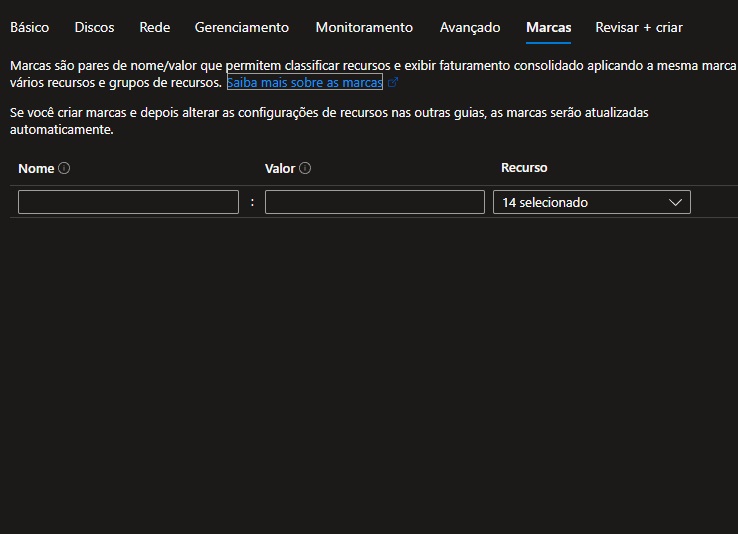 Básico Discos Rede Gerenciamento Monitoramento Avançado Marcas Revisar + criar
Marcas são pares de nome/valor que permitem classificar recursos e exibir faturamento consolidado aplicando a mesma marca
vários recursos e grupos de recursos. Saiba mais sobre as marcas
Se você criar marcas e depois alterar as configurações de recursos nas outras guias, as marcas serão atualizadas
automaticamente.
Nome Valor Recurso
: 14 selecionado